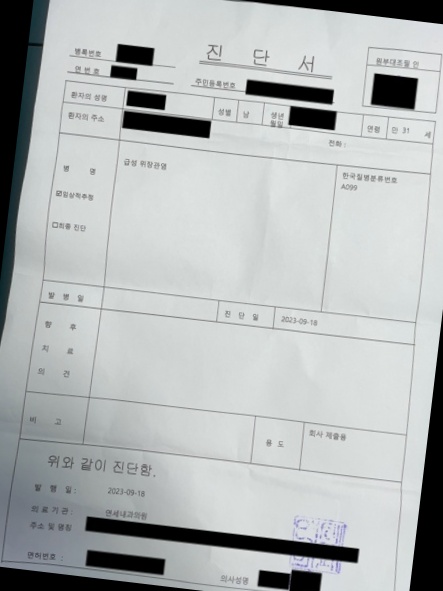 진 단 서
병록번호
연 번 호
주민등록번호
원부대조필 인
환자의 성명
성별 남
생년월일
연령 만 31 세
환자의 주소
전화 :
병 명
급성 위장관염
한국질병분류번호
A099
☑임상적추정
☐최종 진단
발 병 일
진 단 일 2023-09-18
향 후
치 료
의 견
비 고
용 도
회사 제출용
위와 같이 진단함.
발 행 일 : 2023-09-18
의 료 기 관 : 연세내과의원
주소 및 명칭
면허번호 :
의사성명